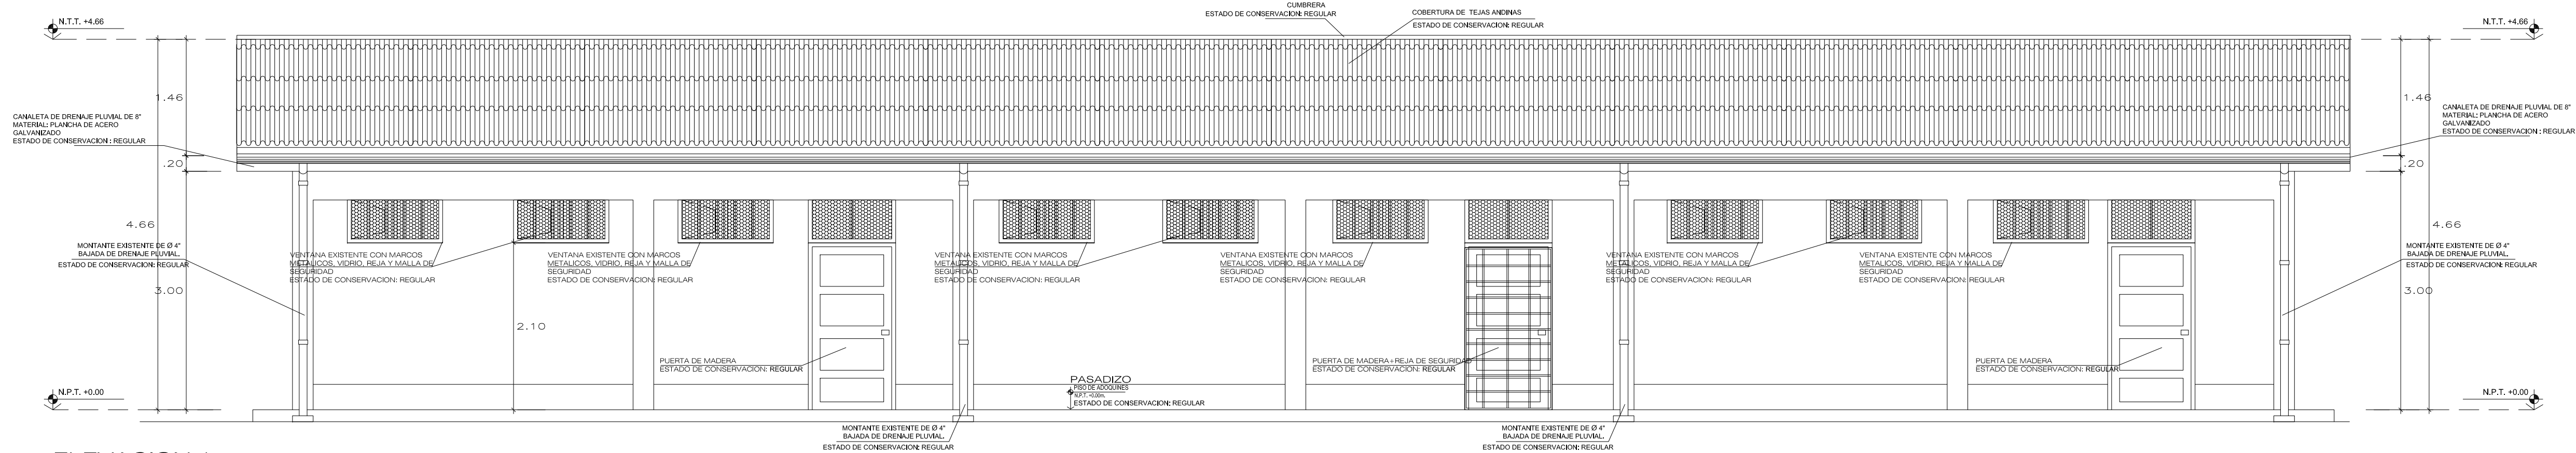 N.T.T. +4.66
CUMBRERA
ESTADO DE CONSERVACION: REGULAR
COBERTURA DE TEJAS ANDINAS
ESTADO DE CONSERVACION: REGULAR
N.T.T. +4.66
1.46
1.46
CANALETA DE DRENAJE PLUVIAL DE 8"
MATERIAL: PLANCHA DE ACERO
GALVANIZADO
ESTADO DE CONSERVACION : REGULAR
CANALETA DE DRENAJE PLUVIAL DE 8"
MATERIAL: PLANCHA DE ACERO
GALVANIZADO
ESTADO DE CONSERVACION : REGULAR
.20
.20
4.66
4.66
MONTANTE EXISTENTE DE Ø 4"
BAJADA DE DRENAJE PLUVIAL.
ESTADO DE CONSERVACION: REGULAR
VENTANA EXISTENTE CON MARCOS
METALICOS, VIDRIO, REJA Y MALLA DE
SEGURIDAD
ESTADO DE CONSERVACION: REGULAR
VENTANA EXISTENTE CON MARCOS
METALICOS, VIDRIO, REJA Y MALLA DE
SEGURIDAD
ESTADO DE CONSERVACION: REGULAR
VENTANA EXISTENTE CON MARCOS
METALICOS, VIDRIO, REJA Y MALLA DE
SEGURIDAD
ESTADO DE CONSERVACION: REGULAR
VENTANA EXISTENTE CON MARCOS
METALICOS, VIDRIO, REJA Y MALLA DE
SEGURIDAD
ESTADO DE CONSERVACION: REGULAR
VENTANA EXISTENTE CON MARCOS
METALICOS, VIDRIO, REJA Y MALLA DE
SEGURIDAD
ESTADO DE CONSERVACION: REGULAR
VENTANA EXISTENTE CON MARCOS
METALICOS, VIDRIO, REJA Y MALLA DE
SEGURIDAD
ESTADO DE CONSERVACION: REGULAR
MONTANTE EXISTENTE DE Ø 4"
BAJADA DE DRENAJE PLUVIAL.
ESTADO DE CONSERVACION: REGULAR
3.00
3.00
2.10
PUERTA DE MADERA
ESTADO DE CONSERVACION: REGULAR
PUERTA DE MADERA+REJA DE SEGURIDAD
ESTADO DE CONSERVACION: REGULAR
PUERTA DE MADERA
ESTADO DE CONSERVACION: REGULAR
PASADIZO
PISO DE ADOQUINES
N.P.T. +0.00m.
ESTADO DE CONSERVACION: REGULAR
N.P.T. +0.00
N.P.T. +0.00
MONTANTE EXISTENTE DE Ø 4"
BAJADA DE DRENAJE PLUVIAL.
ESTADO DE CONSERVACION: REGULAR
MONTANTE EXISTENTE DE Ø 4"
BAJADA DE DRENAJE PLUVIAL.
ESTADO DE CONSERVACION: REGULAR